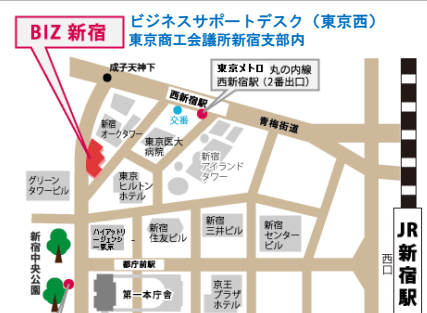 BIZ 新宿
ビジネスサポートデスク（東京西）
東京商工会議所新宿支部内
成子天神下
東京メトロ 丸の内線
西新宿駅（2番出口）
西新宿駅
交番
青梅街道
新宿
オークタワー
東京医大
病院
新宿
アイランド
タワー
グリーン
タワービル
東京
ヒルトン
ホテル
新宿中央公園
ハイアットリ
ージェンシ
ー東京
新宿
住友ビル
新宿
三井ビル
新宿
センター
ビル
JR新宿駅
西口
都庁前駅
第一本庁舎
京王
プラザ
ホテル